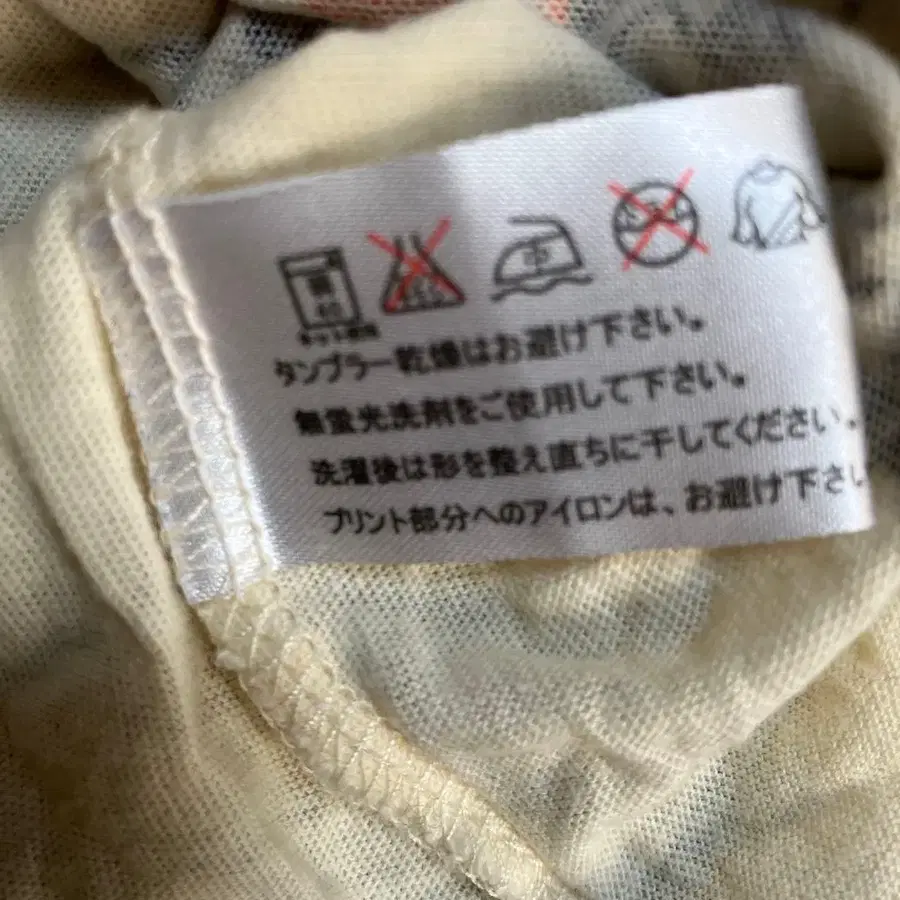 中
タンブラー乾燥はお避け下さい。
無蛍光洗剤をご使用して下さい。
洗濯後は形を整え直ちに干してください。
プリント部分へのアイロンは、お避け下さい